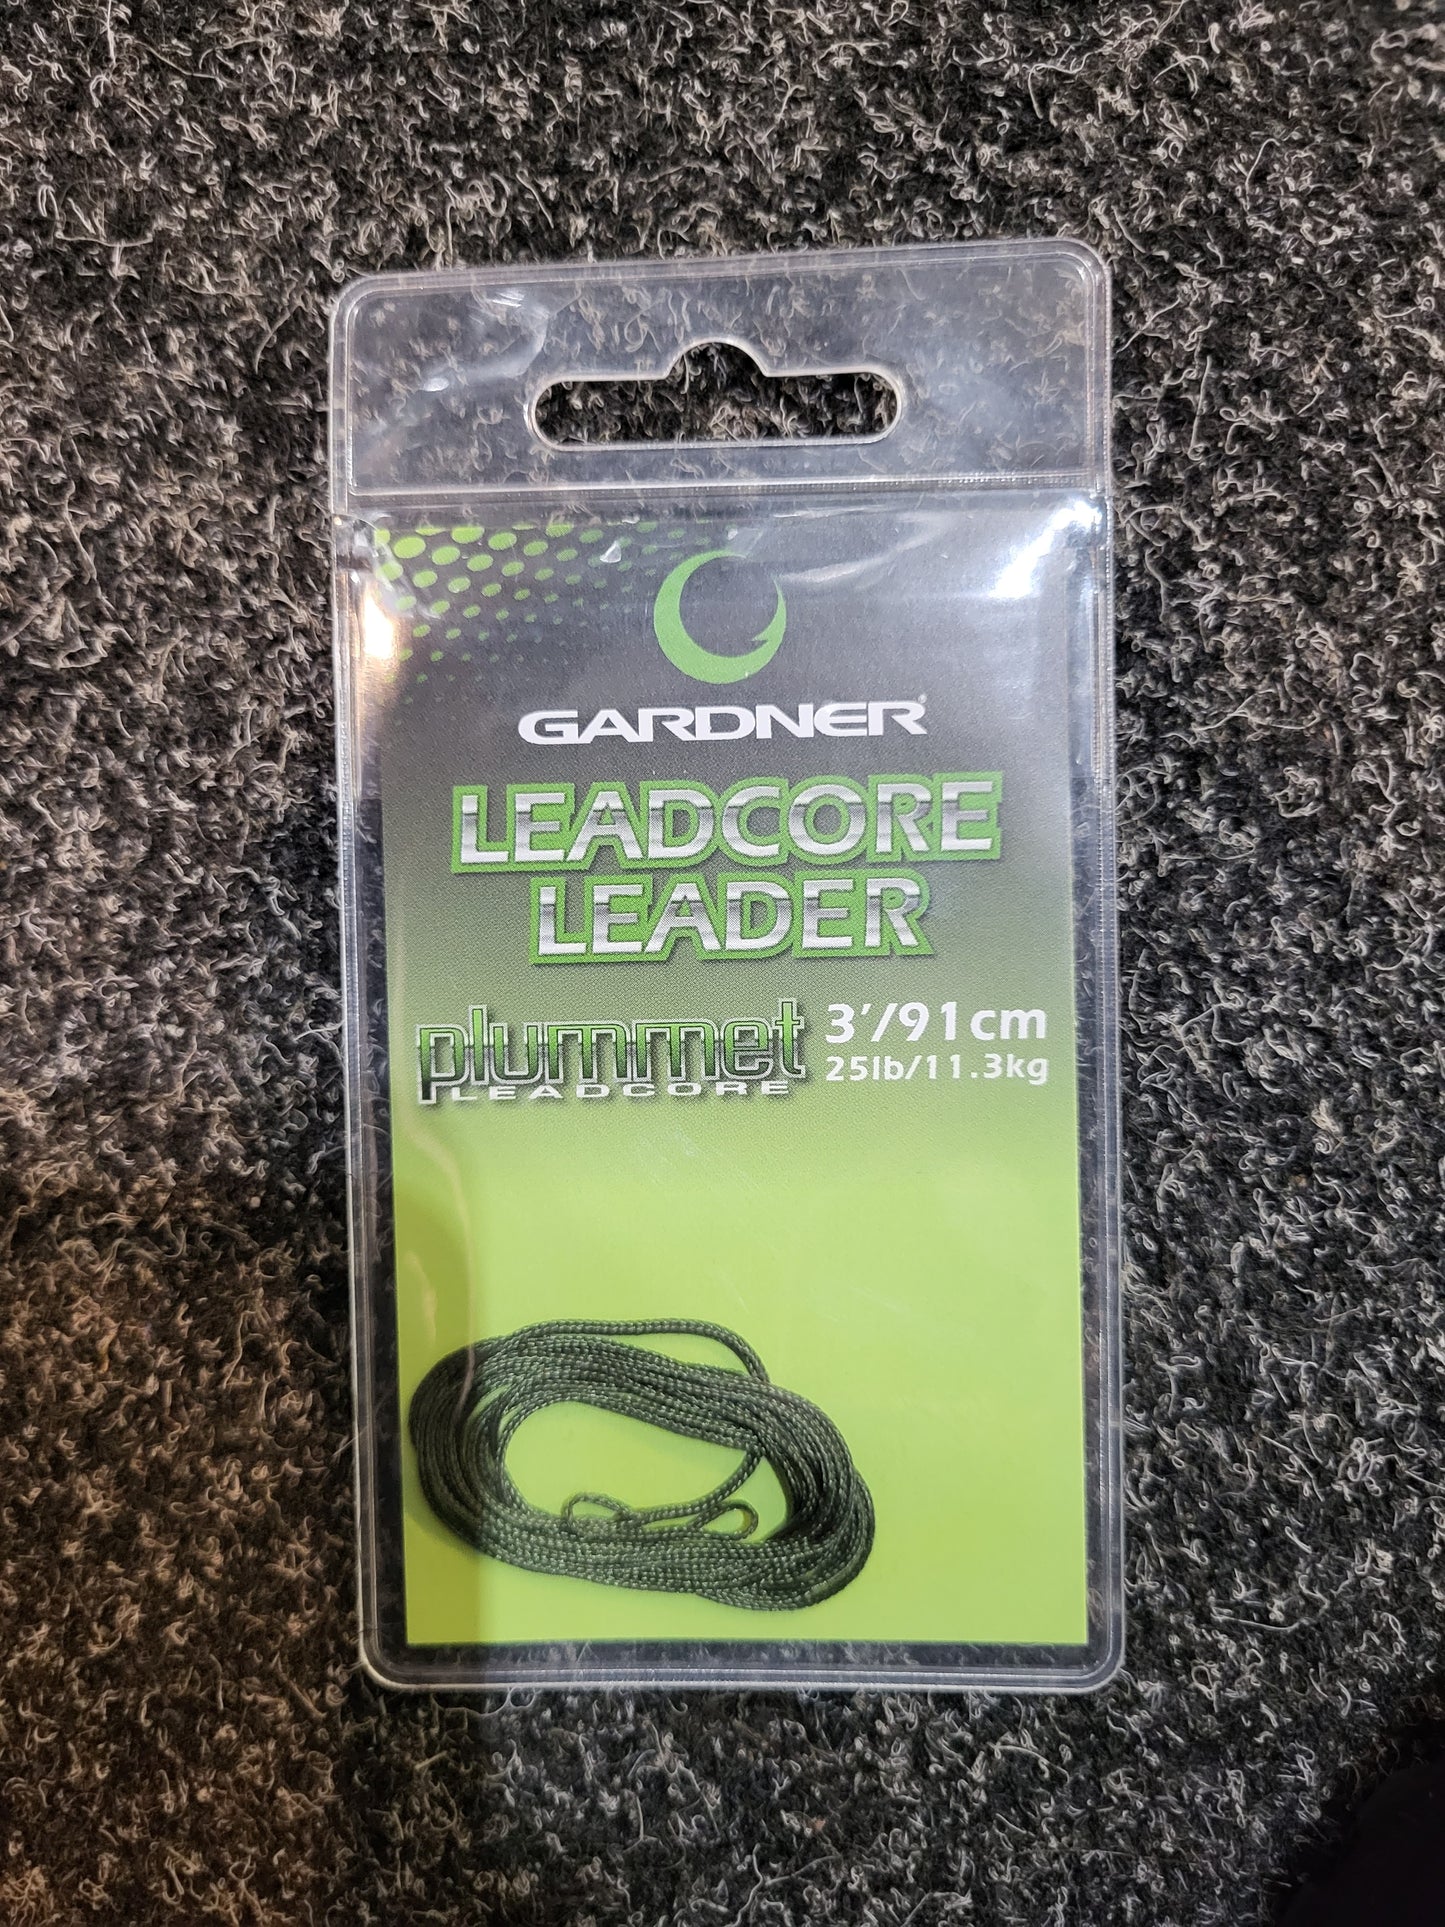 GARDNER®
LEADCORE
LEADER
plummet
LEADCORE
3'/91cm
25lb/11.3kg